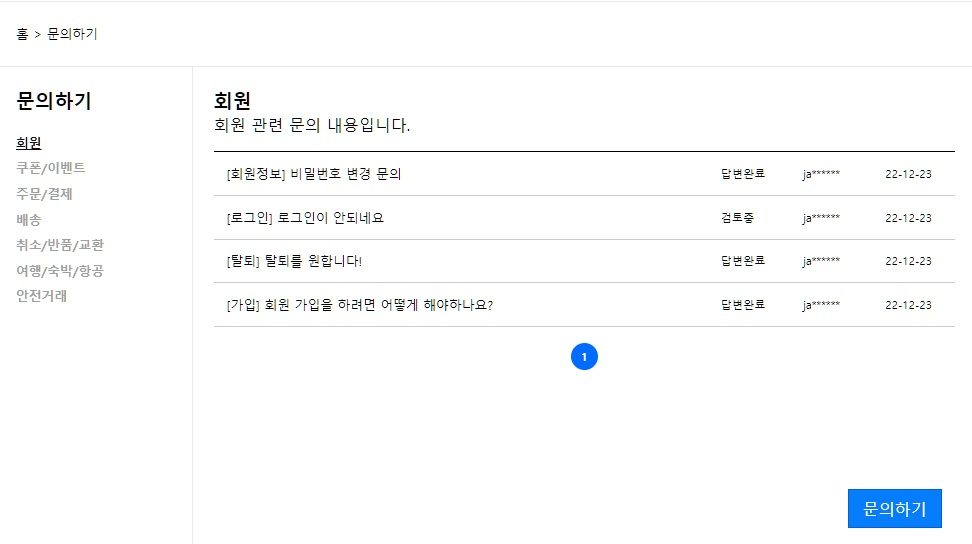 홈 > 문의하기
문의하기
회원
쿠폰/이벤트
주문/결제
배송
취소/반품/교환
여행/숙박/항공
안전거래
회원
회원 관련 문의 내용입니다.
[회원정보] 비밀번호 변경 문의 답변완료 ja****** 22-12-23
[로그인] 로그인이 안되네요 검토중 ja****** 22-12-23
[탈퇴] 탈퇴를 원합니다! 답변완료 ja****** 22-12-23
[가입] 회원 가입을 하려면 어떻게 해야하나요? 답변완료 ja****** 22-12-23
1
문의하기